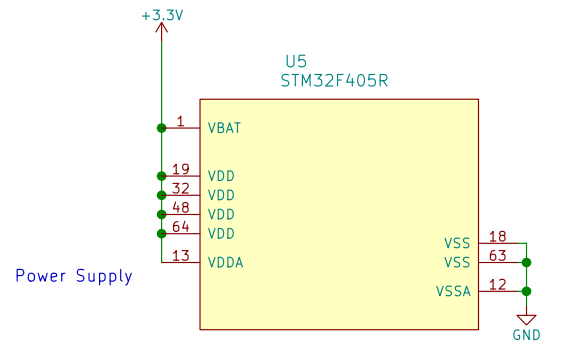 +3.3V
U5
STM32F405R
1 VBAT
19 VDD
32 VDD
48 VDD
64 VDD
VSS 18
13 VDDA
VSS 63
Power Supply
VSSA 12
GND